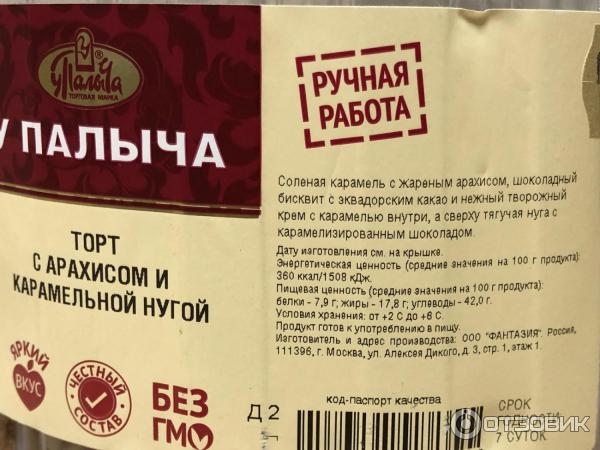 у Палыча
ТОРГОВАЯ МАРКА
У ПАЛЫЧА
ТОРТ
С АРАХИСОМ И
КАРАМЕЛЬНОЙ НУГОЙ
ЯРКИЙ
ВКУС
ЧЕСТНЫЙ
СОСТАВ
БЕЗ
ГМО
РУЧНАЯ
РАБОТА
Соленая карамель с жареным арахисом, шоколадный
бисквит с эквадорским какао и нежный творожный
крем с карамелью внутри, а сверху тягучая нуга с
карамелизированным шоколадом.
Дату изготовления см. на крышке.
Энергетическая ценность (средние значения на 100 г продукта):
360 ккал/1508 кДж.
Пищевая ценность (средние значения на 100 г продукта):
белки - 7,9 г; жиры - 17,8 г; углеводы - 42,0 г.
Условия хранения: от +2 С до +6 С.
Продукт готов к употреблению в пищу.
Изготовитель и адрес производства: ООО "ФАНТАЗИЯ". Россия,
111396, г. Москва, ул. Алексея Дикого, д. 3, стр. 1, этаж 1.
код-паспорт качества
Д 2
СРОК
ГОДНОСТИ
7 СУТОК
ОТЗОВИК